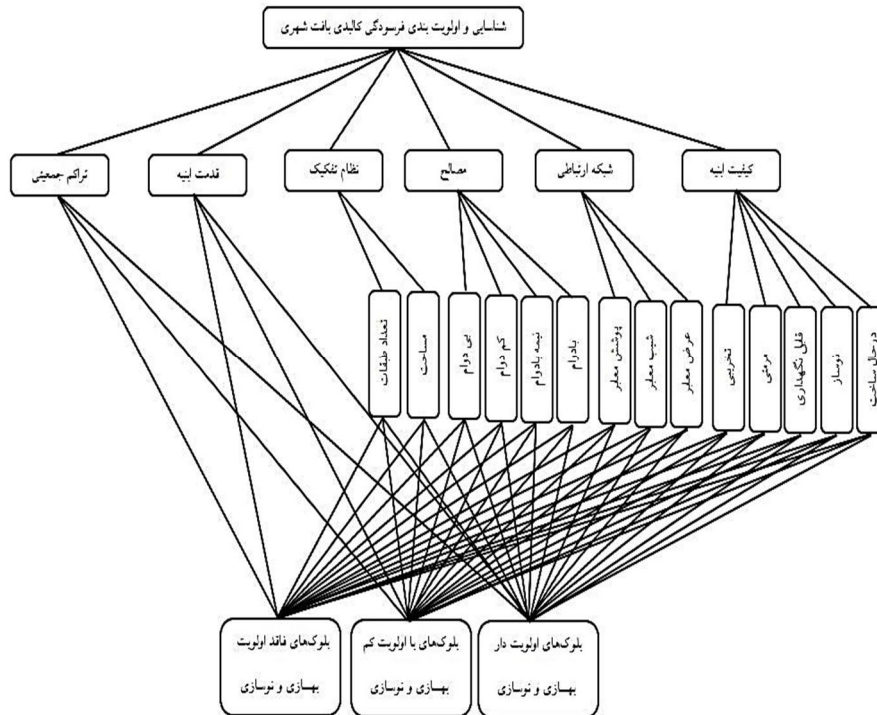 شناسایی و اولویت بندی فرسودگی کالبدی بافت شهری
کیفیت ابنیه
شبکه ارتباطی
مصالح
نظام تفکیک
قدمت ابنیه
تراکم جمعیتی
درحال ساخت
نوساز
قابل نگهداری
مرمتی
تخریبی
عرض معابر
شیب معابر
پوشش معابر
بادوام
نیمه بادوام
کم دوام
بی دوام
مساحت
تعداد طبقات
بلوک‌های اولویت دار
بهسازی و نوسازی
بلوک‌های با اولویت کم
بهسازی و نوسازی
بلوک‌های فاقد اولویت
بهسازی و نوسازی